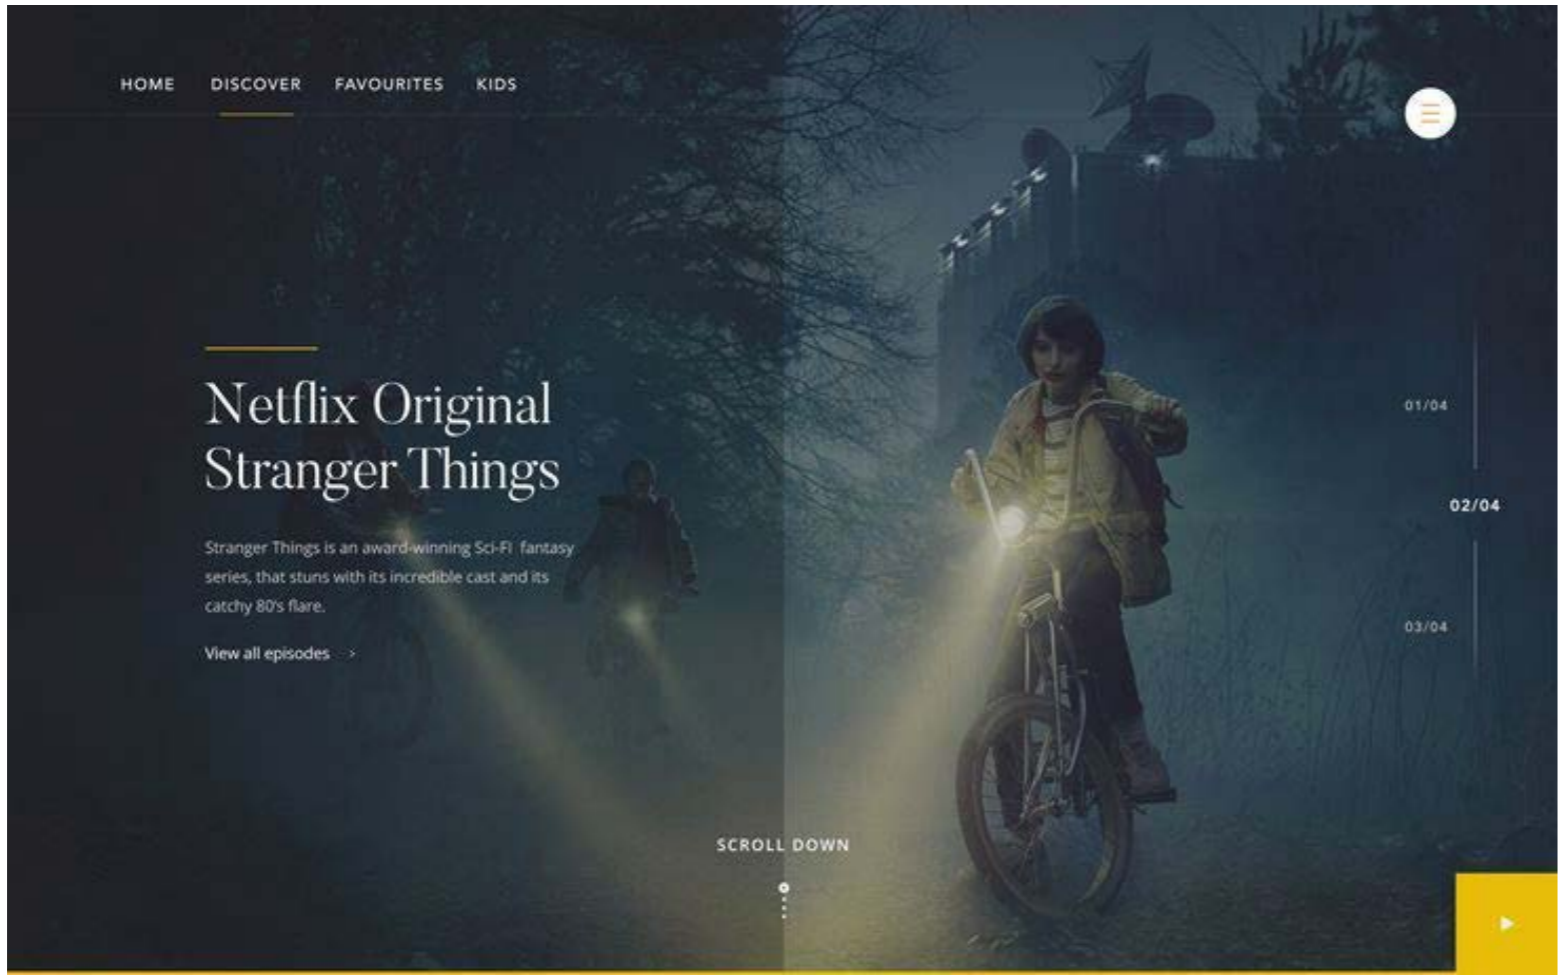 HOME DISCOVER FAVOURITES KIDS
Netflix Original
Stranger Things
Stranger Things is an award-winning Sci-Fi fantasy
series, that stuns with its incredible cast and its
catchy 80's flare.
View all episodes >
01/04
02/04
03/04
SCROLL DOWN